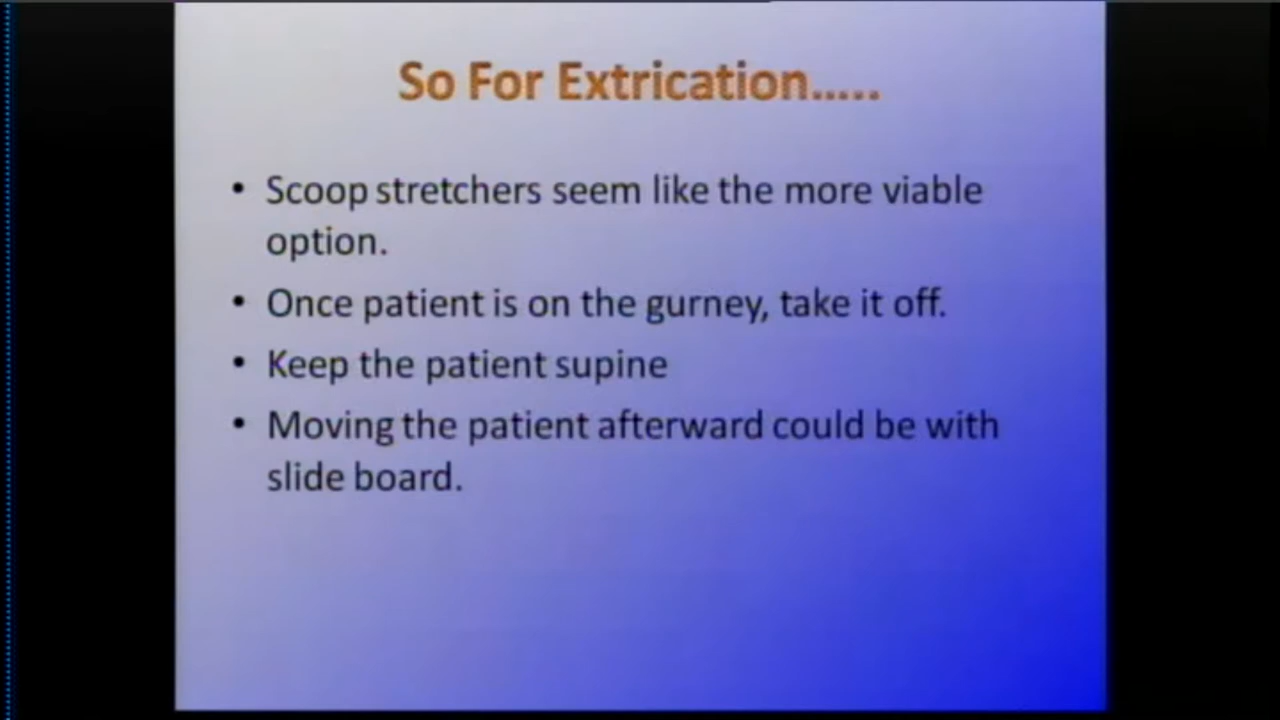 So For Extrication.....
• Scoop stretchers seem like the more viable
option.
• Once patient is on the gurney, take it off.
• Keep the patient supine
• Moving the patient afterward could be with
slide board.